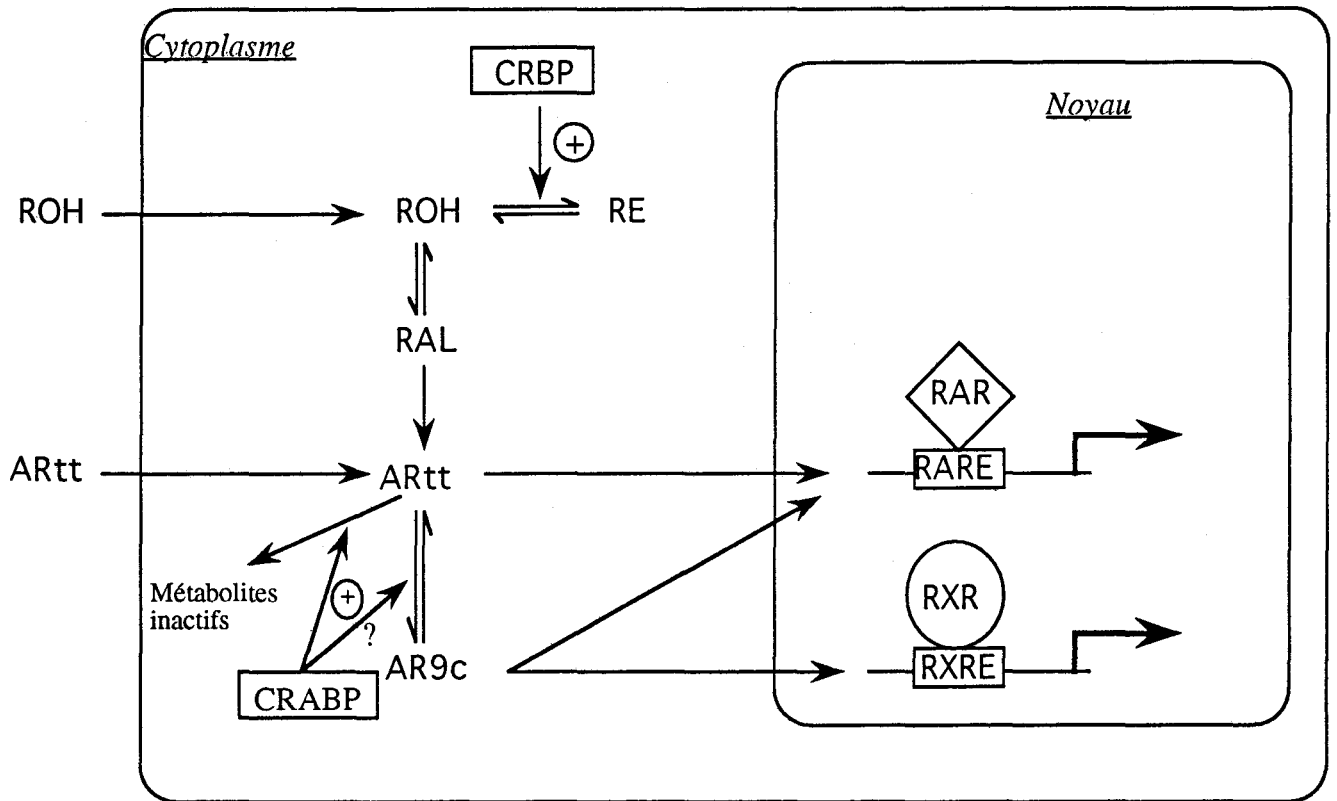 Cytoplasme
CRBP
Noyau
+
ROH
ROH
RE
RAL
RAR
ARtt
ARtt
RARE
Métabolites
inactifs
+
?
RXR
AR9c
RXRE
CRABP